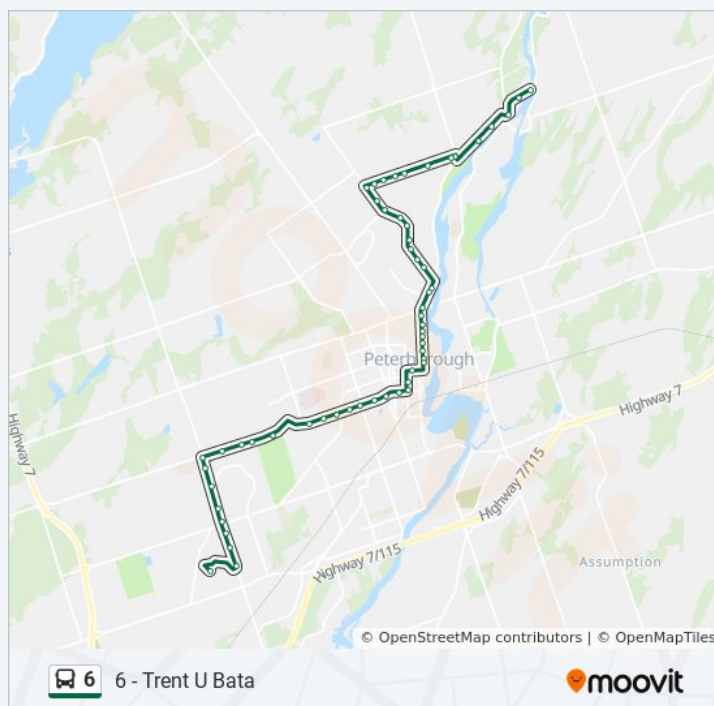 Peterborough
Highway 7
Highway 7
Highway 7/115
Highway 7/115
Assumption
© OpenStreetMap contributors | © OpenMapTiles
6 6 - Trent U Bata
moovit